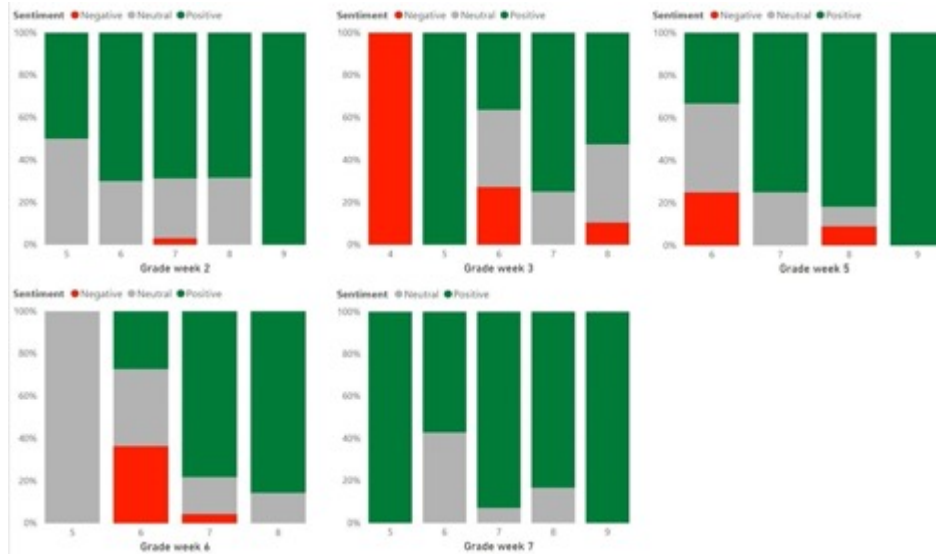 Sentiment Negative Neutral Positive
100%
80%
60%
40%
20%
0%
5 6 7 8 9
Grade week 2
Sentiment Negative Neutral Positive
100%
80%
60%
40%
20%
0%
4 5 6 7 8
Grade week 3
Sentiment Negative Neutral Positive
100%
80%
60%
40%
20%
0%
6 7 8 9
Grade week 5
Sentiment Negative Neutral Positive
100%
80%
60%
40%
20%
0%
5 6 7 8
Grade week 6
Sentiment Negative Neutral Positive
100%
80%
60%
40%
20%
0%
5 6 7 8 9
Grade week 7